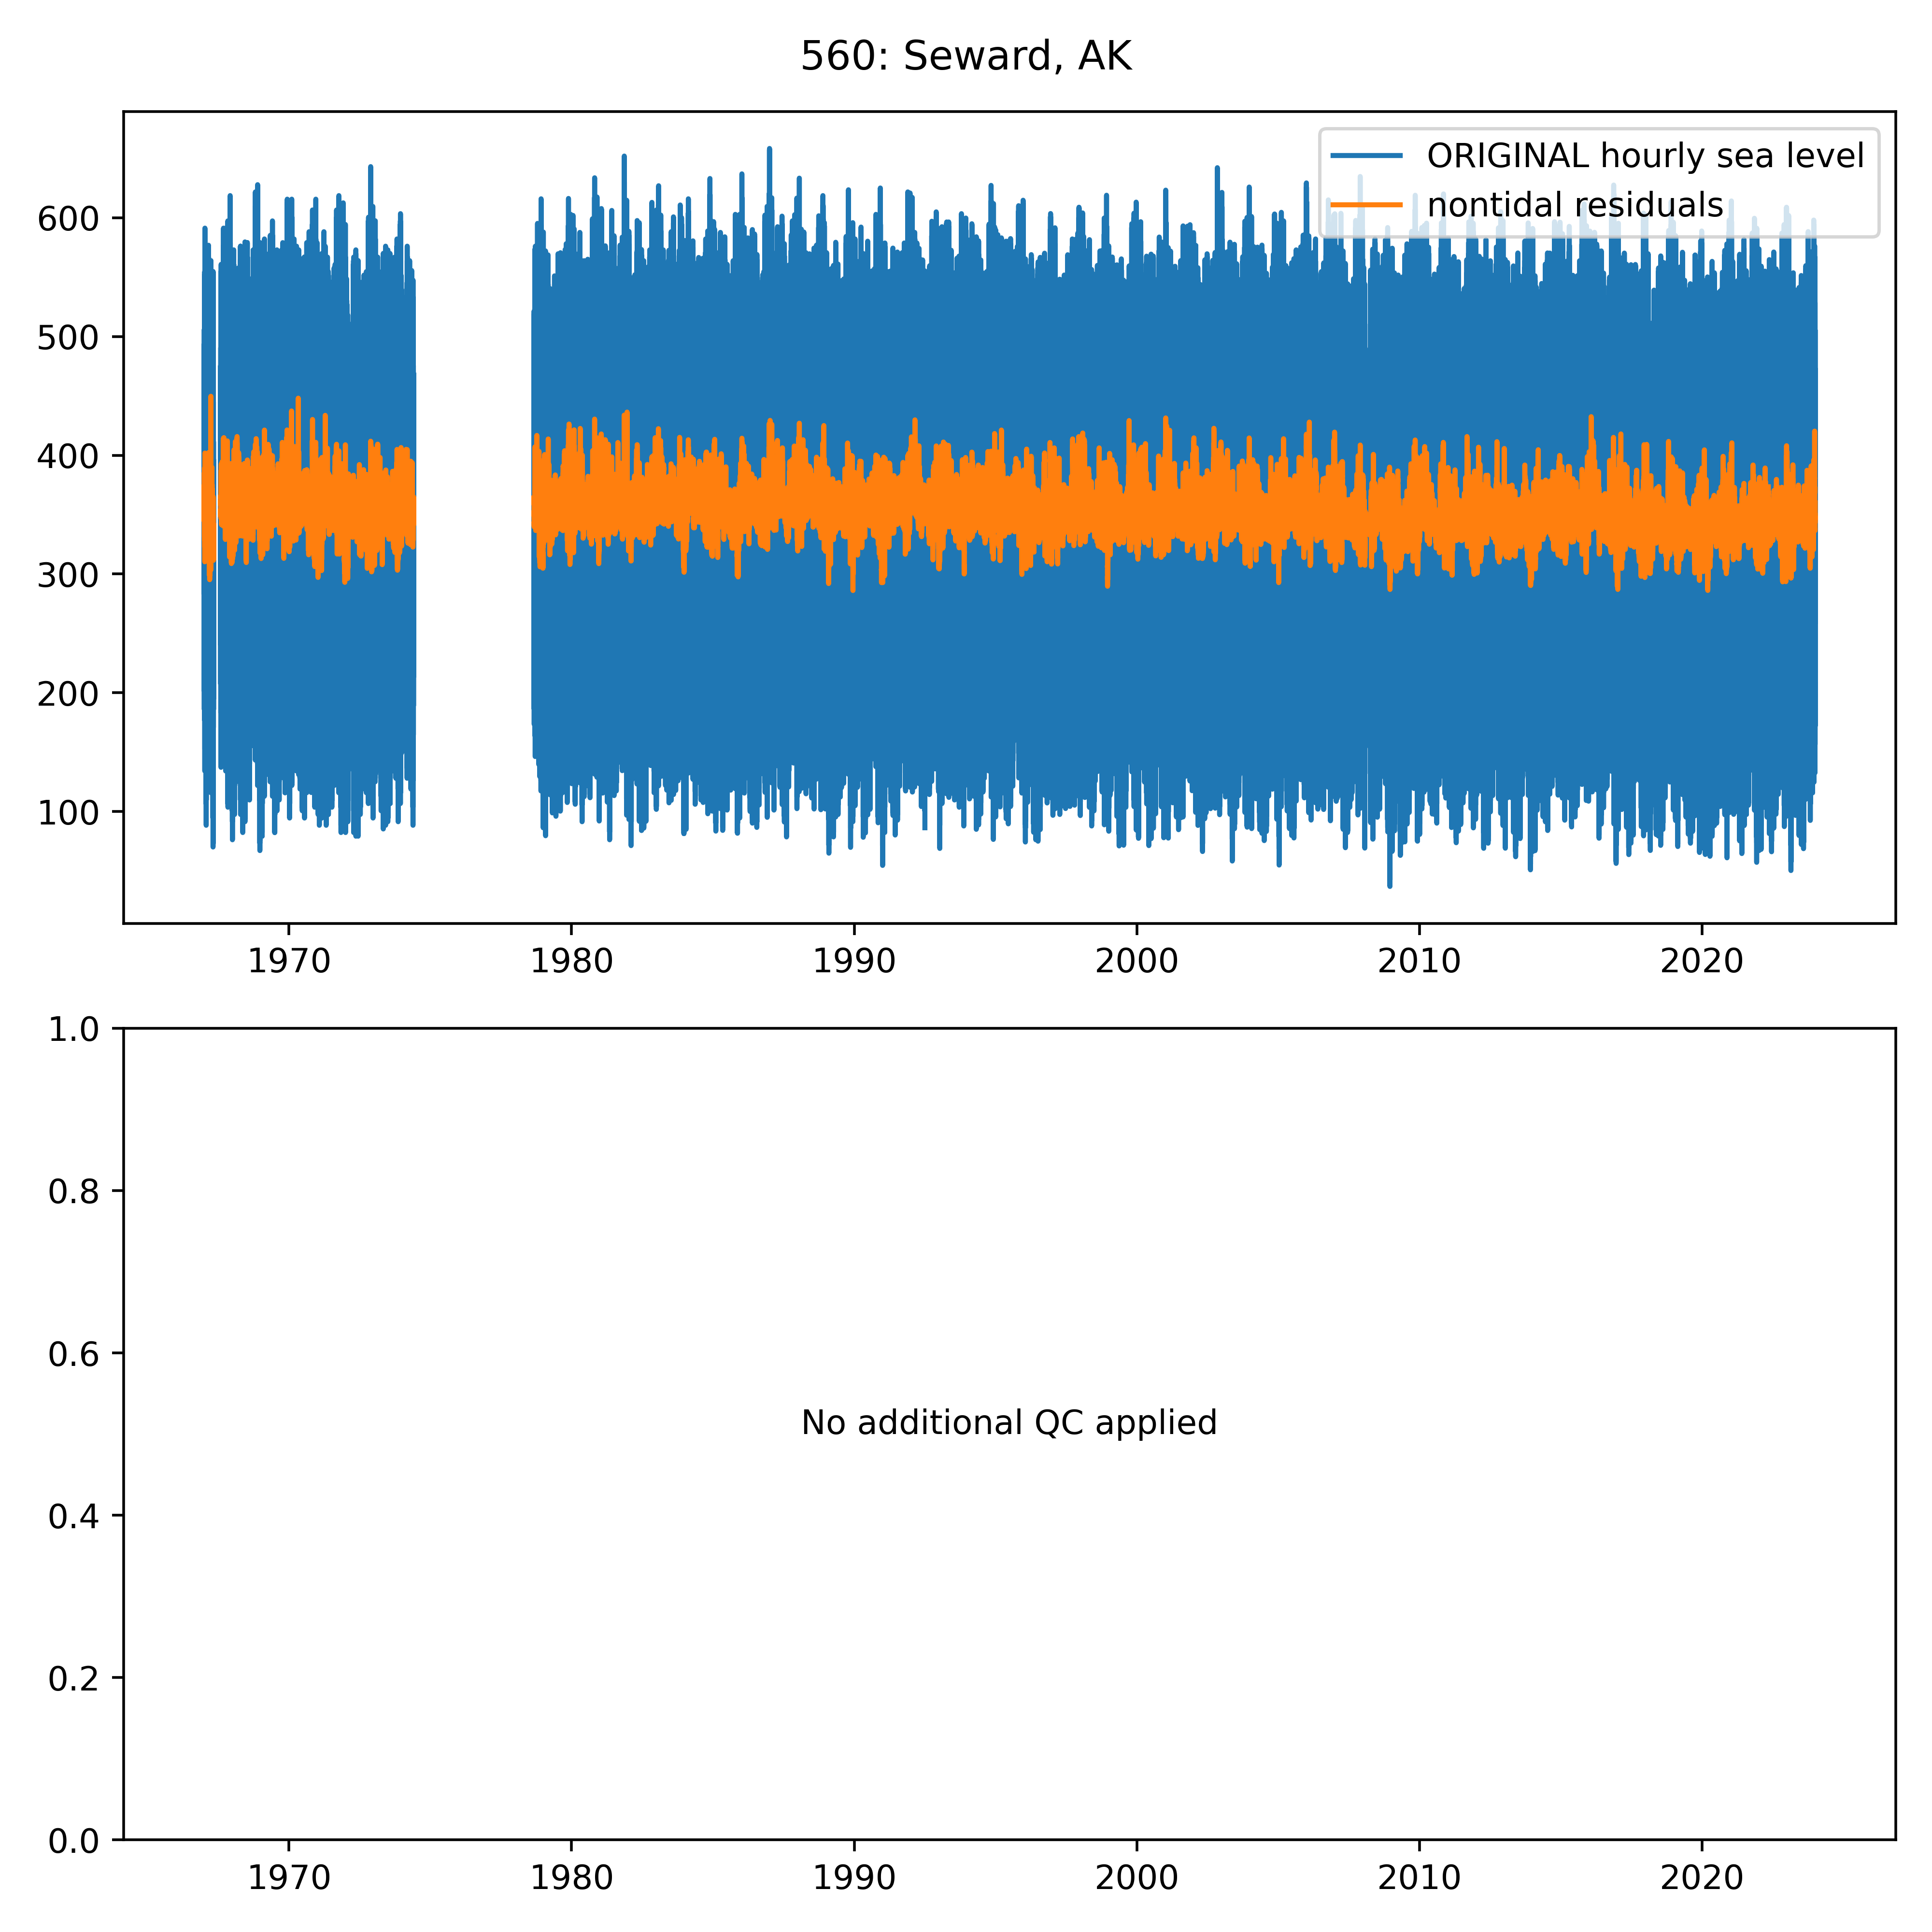 560: Seward, AK
ORIGINAL hourly sea level
nontidal residuals
600
500
400
300
200
100
1970 1980 1990 2000 2010 2020
1.0
0.8
0.6
0.4
0.2
0.0
No additional QC applied
1970 1980 1990 2000 2010 2020